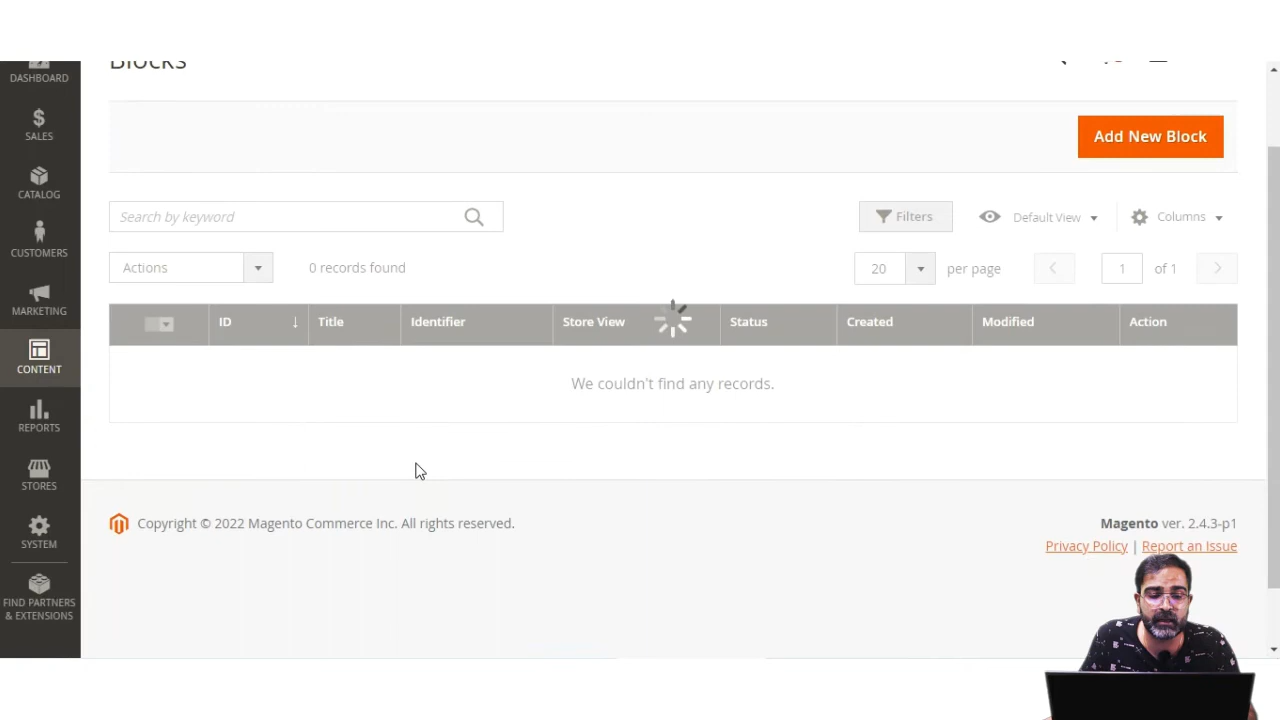 Blocks
DASHBOARD
SALES
CATALOG
CUSTOMERS
MARKETING
CONTENT
REPORTS
STORES
SYSTEM
FIND PARTNERS
& EXTENSIONS
Add New Block
Search by keyword
Filters
Default View
Columns
Actions
0 records found
20
per page
1
of 1
ID ↓ Title Identifier Store View Status Created Modified Action
We couldn't find any records.
Copyright © 2022 Magento Commerce Inc. All rights reserved.
Magento ver. 2.4.3-p1
Privacy Policy | Report an Issue